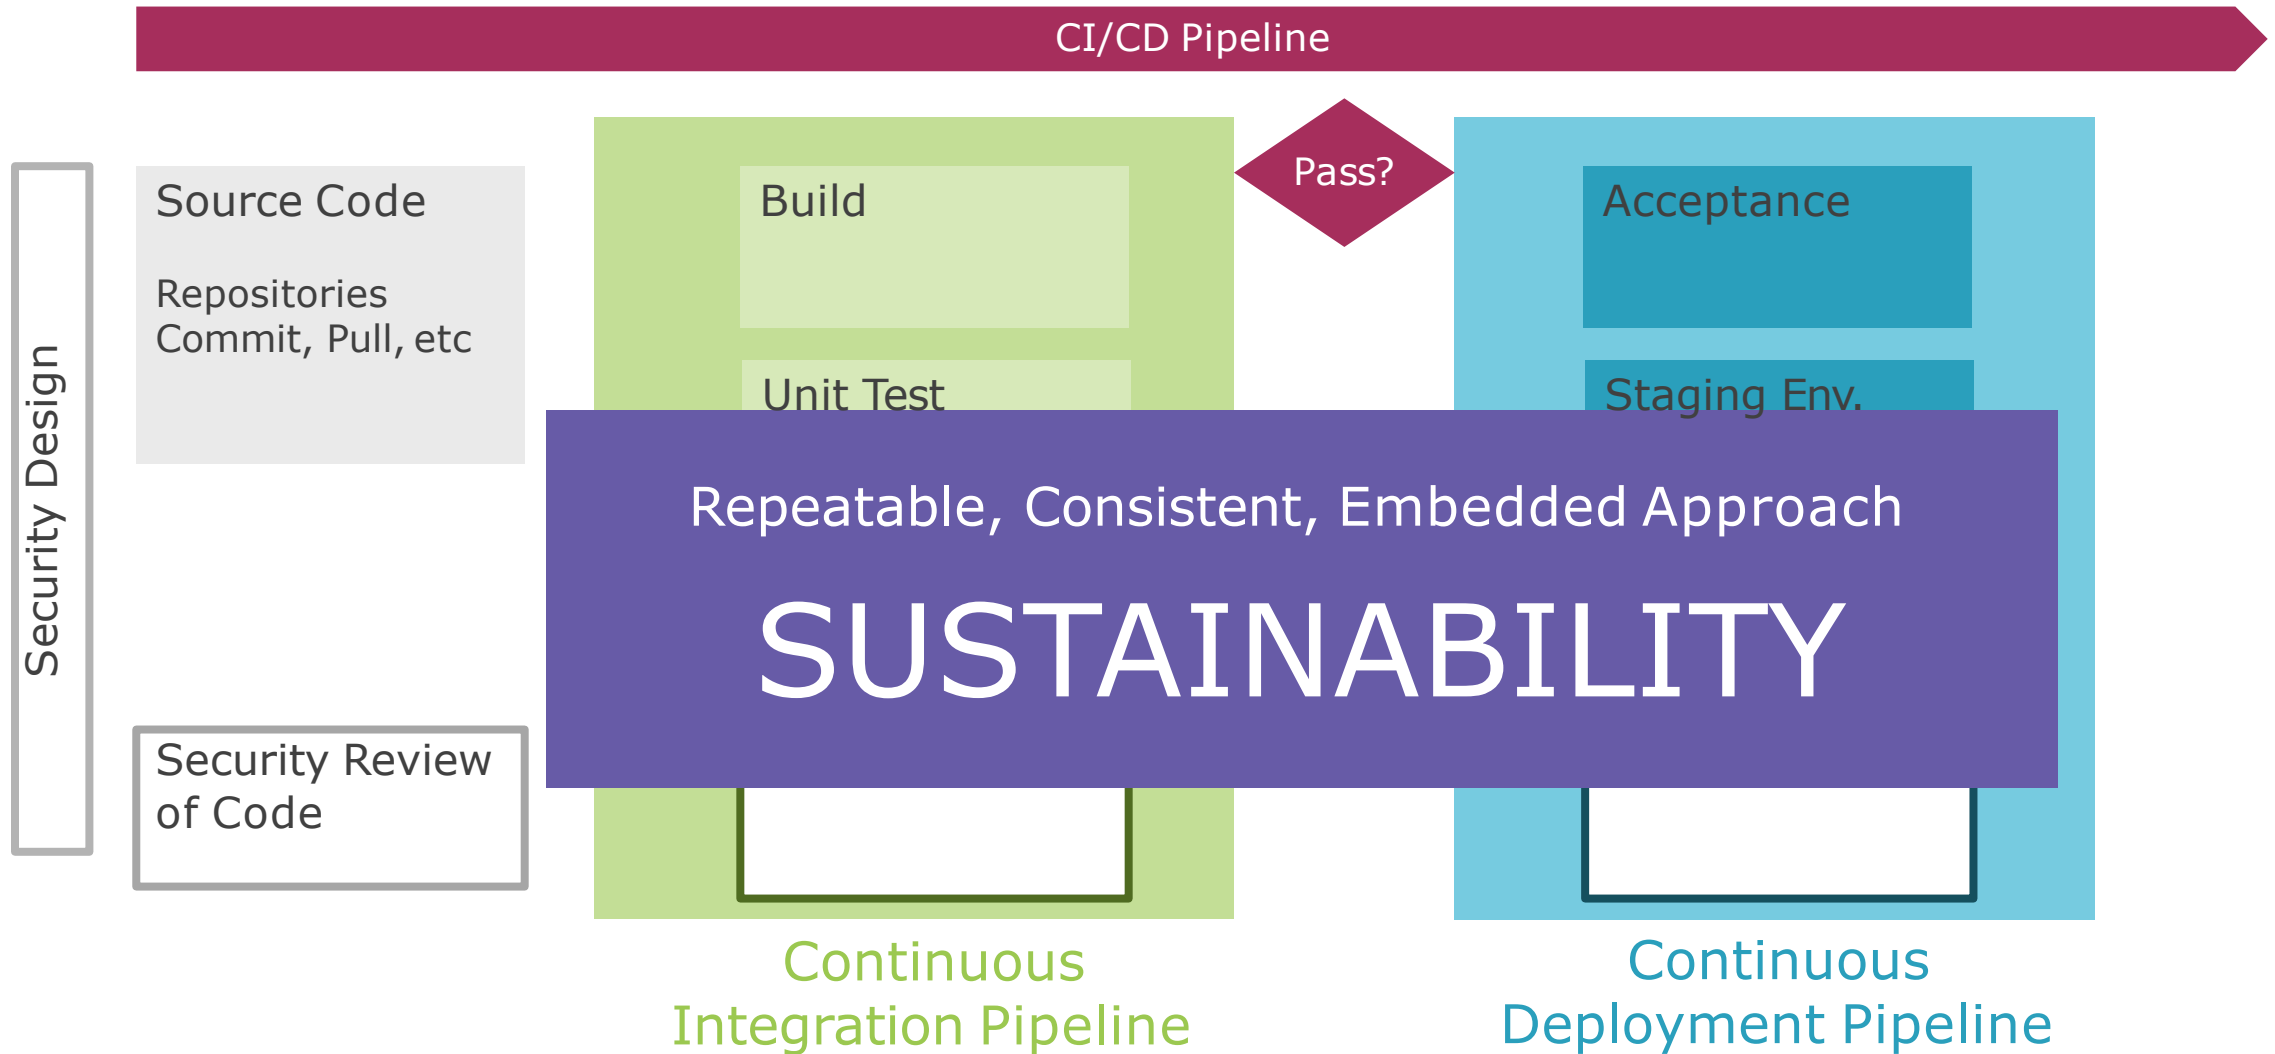 CI/CD Pipeline
Security Design
Source Code
Repositories
Commit, Pull, etc
Security Review
of Code
Build
Unit Test
Pass?
Acceptance
Staging Env.
Repeatable, Consistent, Embedded Approach
SUSTAINABILITY
Continuous
Integration Pipeline
Continuous
Deployment Pipeline